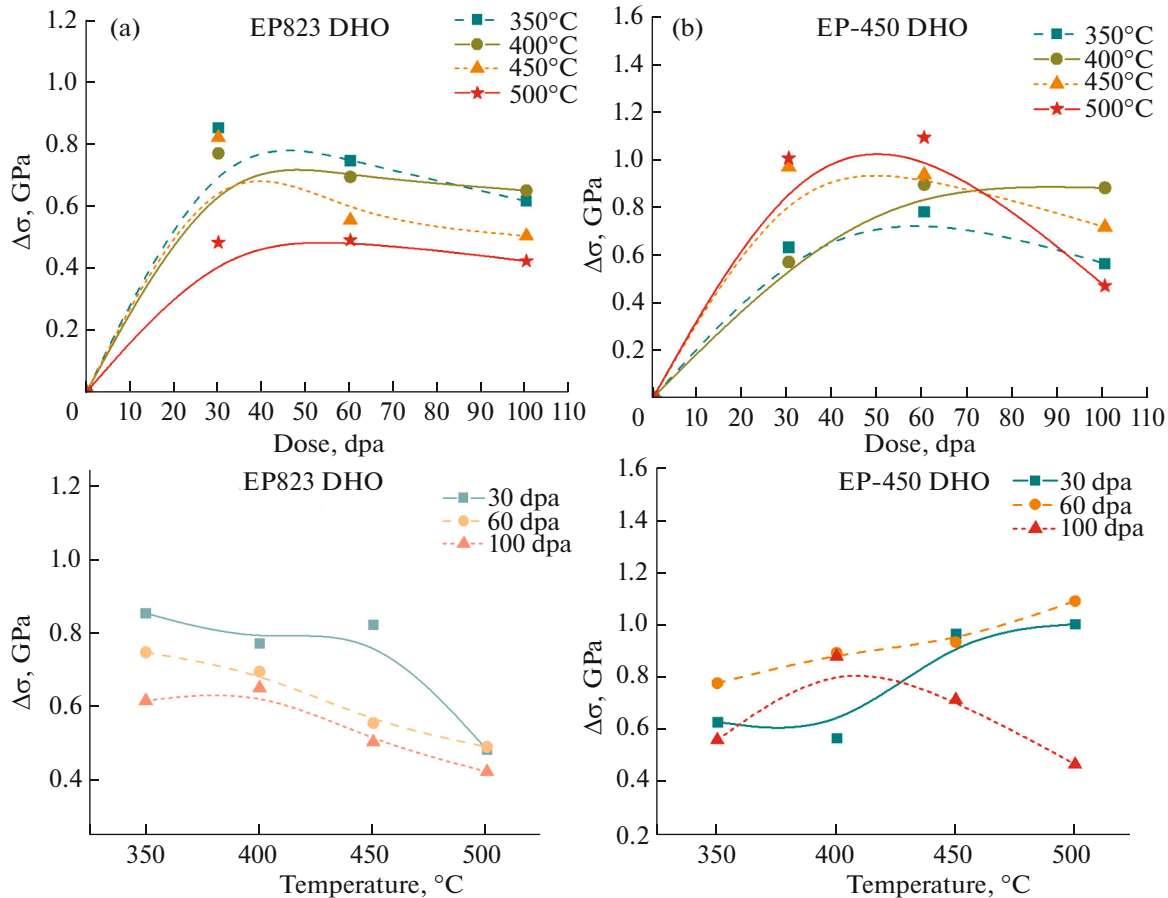 (a)
EP823 DHO
350°C
400°C
450°C
500°C
1.2
1.0
0.8
0.6
0.4
0.2
Δσ, GPa
0 10 20 30 40 50 60 70 80 90 100 110
Dose, dpa
(b)
EP-450 DHO
350°C
400°C
450°C
500°C
1.6
1.4
1.2
1.0
0.8
0.6
0.4
0.2
Δσ, GPa
0 10 20 30 40 50 60 70 80 90 100 110
Dose, dpa
EP823 DHO
30 dpa
60 dpa
100 dpa
1.2
1.0
0.8
0.6
0.4
Δσ, GPa
350 400 450 500
Temperature, °C
EP-450 DHO
30 dpa
60 dpa
100 dpa
1.6
1.4
1.2
1.0
0.8
0.6
0.4
0.2
Δσ, GPa
350 400 450 500
Temperature, °C